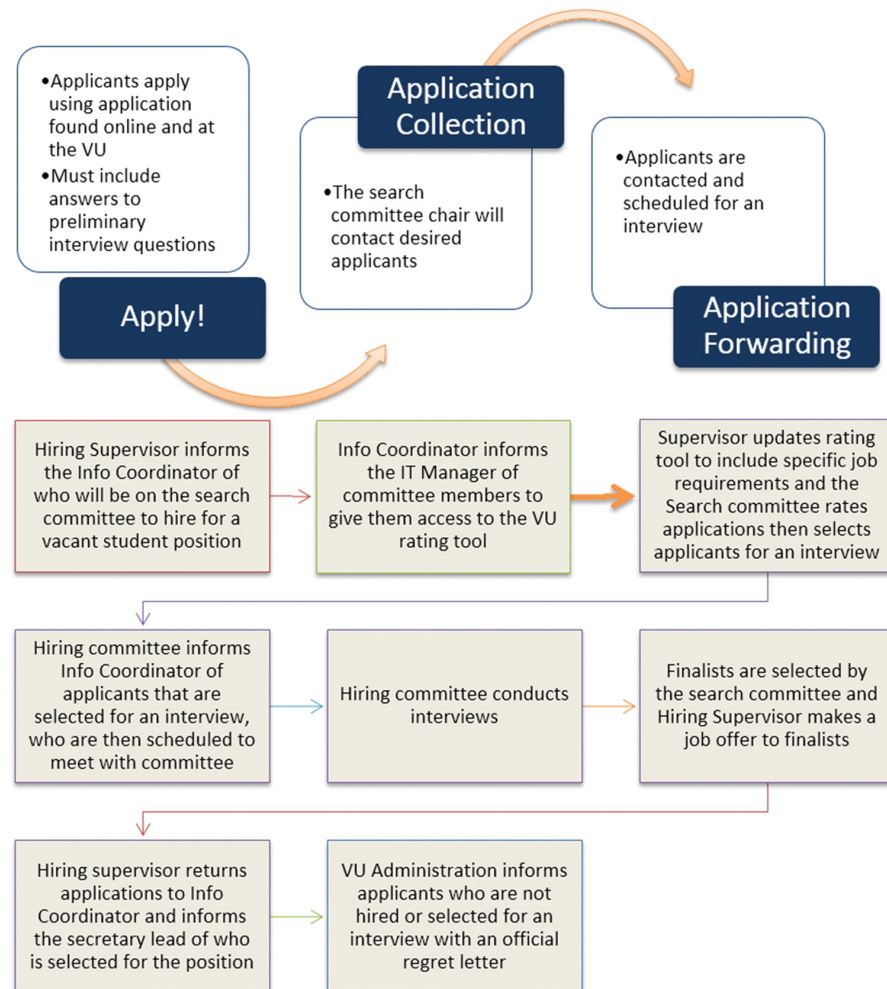 •Applicants apply
using application
found online and at
the VU
•Must include
answers to
preliminary
interview questions
Apply!
Application
Collection
•The search
committee chair will
contact desired
applicants
•Applicants are
contacted and
scheduled for an
interview
Application
Forwarding
Hiring Supervisor informs
the Info Coordinator of
who will be on the search
committee to hire for a
vacant student position
Info Coordinator informs
the IT Manager of
committee members to
give them access to the VU
rating tool
Supervisor updates rating
tool to include specific job
requirements and the
Search committee rates
applications then selects
applicants for an interview
Hiring committee informs
Info Coordinator of
applicants that are
selected for an interview,
who are then scheduled to
meet with committee
Hiring committee conducts
interviews
Finalists are selected by
the search committee and
Hiring Supervisor makes a
job offer to finalists
Hiring supervisor returns
applications to Info
Coordinator and informs
the secretary lead of who
is selected for the position
VU Administration informs
applicants who are not
hired or selected for an
interview with an official
regret letter